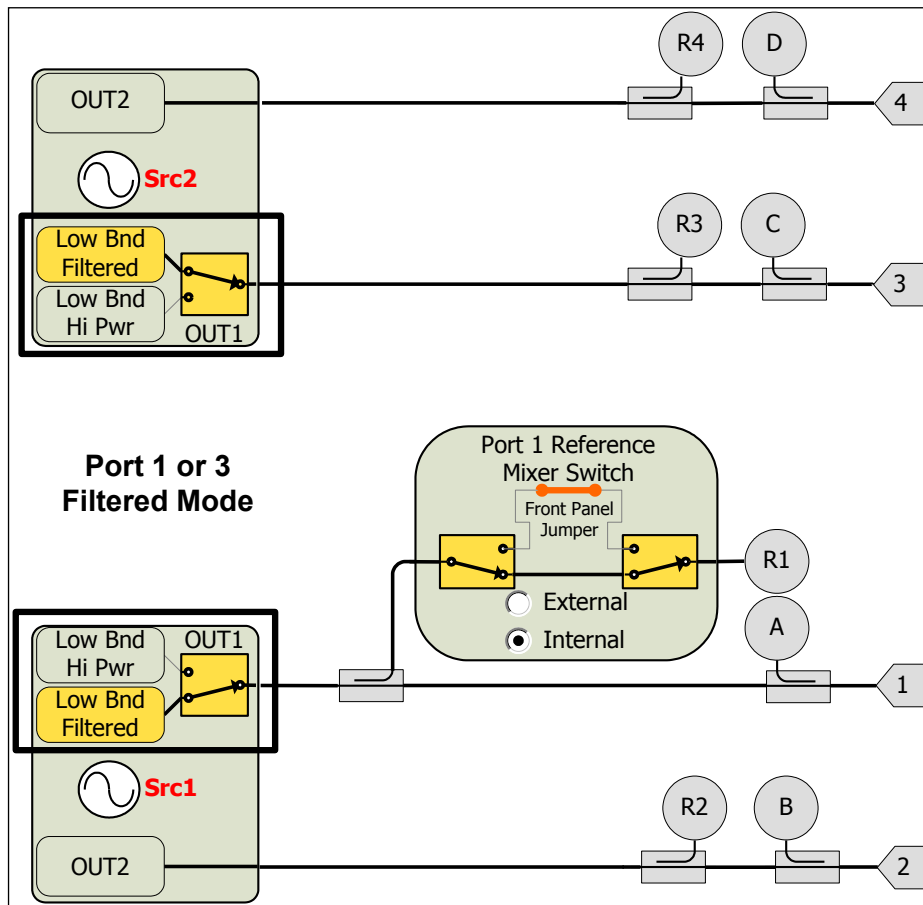 R4
D
OUT2
4
Src2
R3
C
Low Bnd
Filtered
3
Low Bnd
Hi Pwr
OUT1
Port 1 or 3
Filtered Mode
Port 1 Reference
Mixer Switch
Front Panel
Jumper
R1
External
A
Internal
Low Bnd
Hi Pwr
OUT1
1
Low Bnd
Filtered
Src1
R2
B
OUT2
2